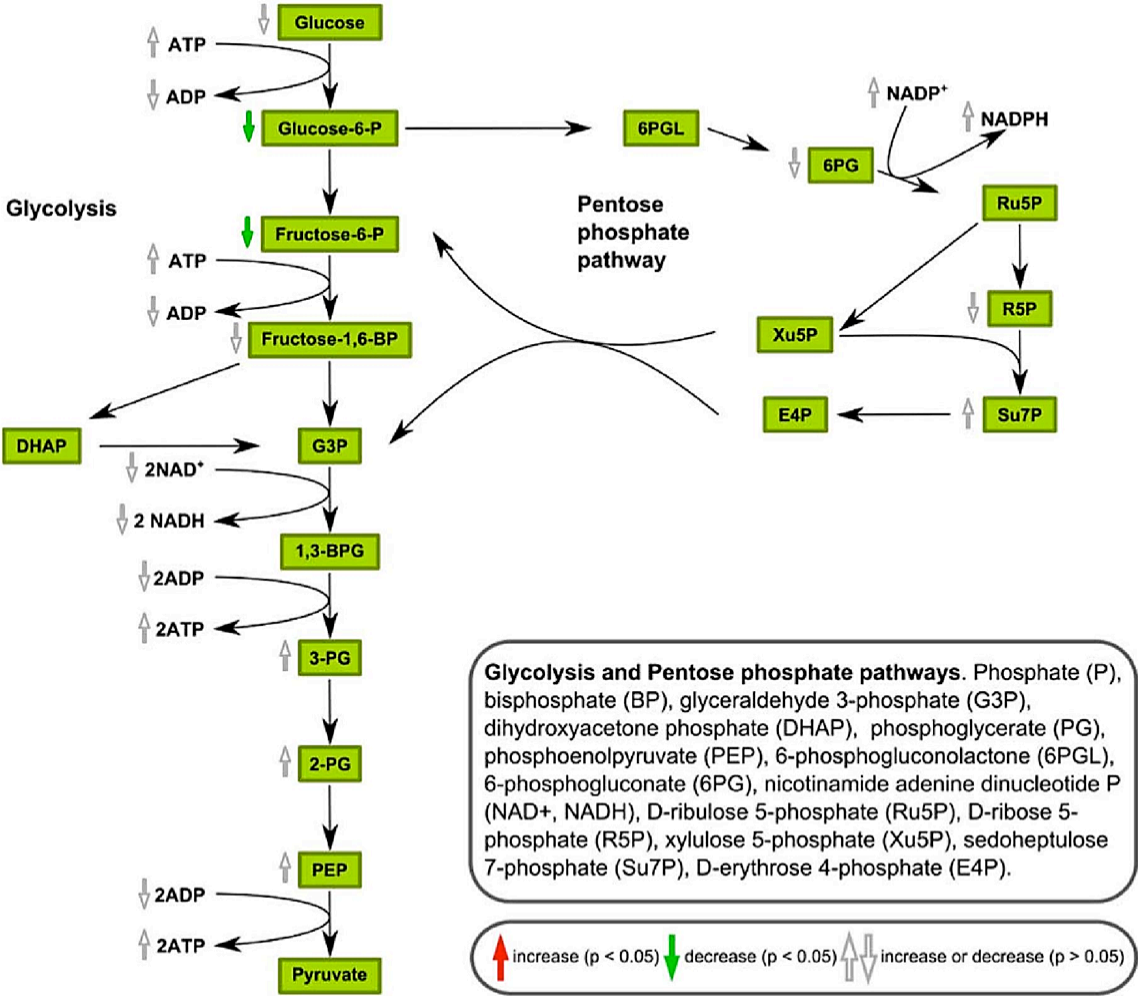 Glucose
ATP
ADP
Glucose-6-P
6PGL
NADP+
NADPH
6PG
Glycolysis
Pentose
phosphate
pathway
Ru5P
Fructose-6-P
ATP
ADP
R5P
Fructose-1,6-BP
Xu5P
E4P
Su7P
DHAP
G3P
2NAD+
2 NADH
1,3-BPG
2ADP
2ATP
3-PG
2-PG
PEP
2ADP
2ATP
Pyruvate
Glycolysis and Pentose phosphate pathways. Phosphate (P),
bisphosphate (BP), glyceraldehyde 3-phosphate (G3P),
dihydroxyacetone phosphate (DHAP), phosphoglycerate (PG),
phosphoenolpyruvate (PEP), 6-phosphogluconolactone (6PGL),
6-phosphogluconate (6PG), nicotinamide adenine dinucleotide P
(NAD+, NADH), D-ribulose 5-phosphate (Ru5P), D-ribose 5-
phosphate (R5P), xylulose 5-phosphate (Xu5P), sedoheptulose
7-phosphate (Su7P), D-erythrose 4-phosphate (E4P).
increase (p < 0.05) decrease (p < 0.05) increase or decrease (p > 0.05)